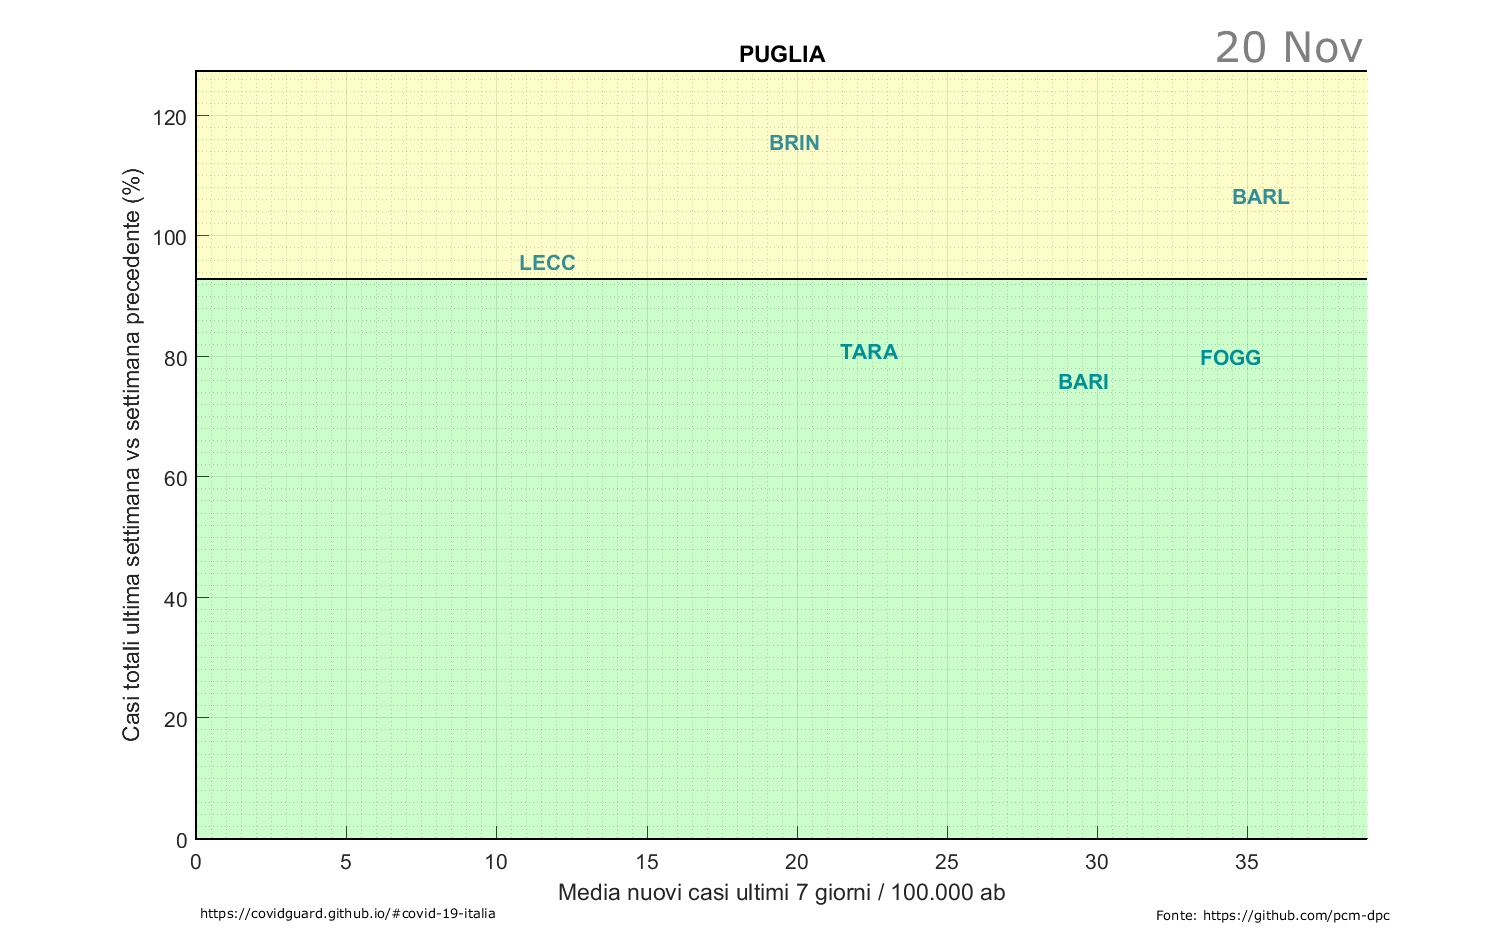 PUGLIA
20 Nov
Casi totali ultima settimana vs settimana precedente (%)
120
100
80
60
40
20
0
BRIN
BARL
LECC
TARA
FOGG
BARI
0 5 10 15 20 25 30 35
Media nuovi casi ultimi 7 giorni / 100.000 ab
https://covidguard.github.io/#covid-19-italia
Fonte: https://github.com/pcm-dpc